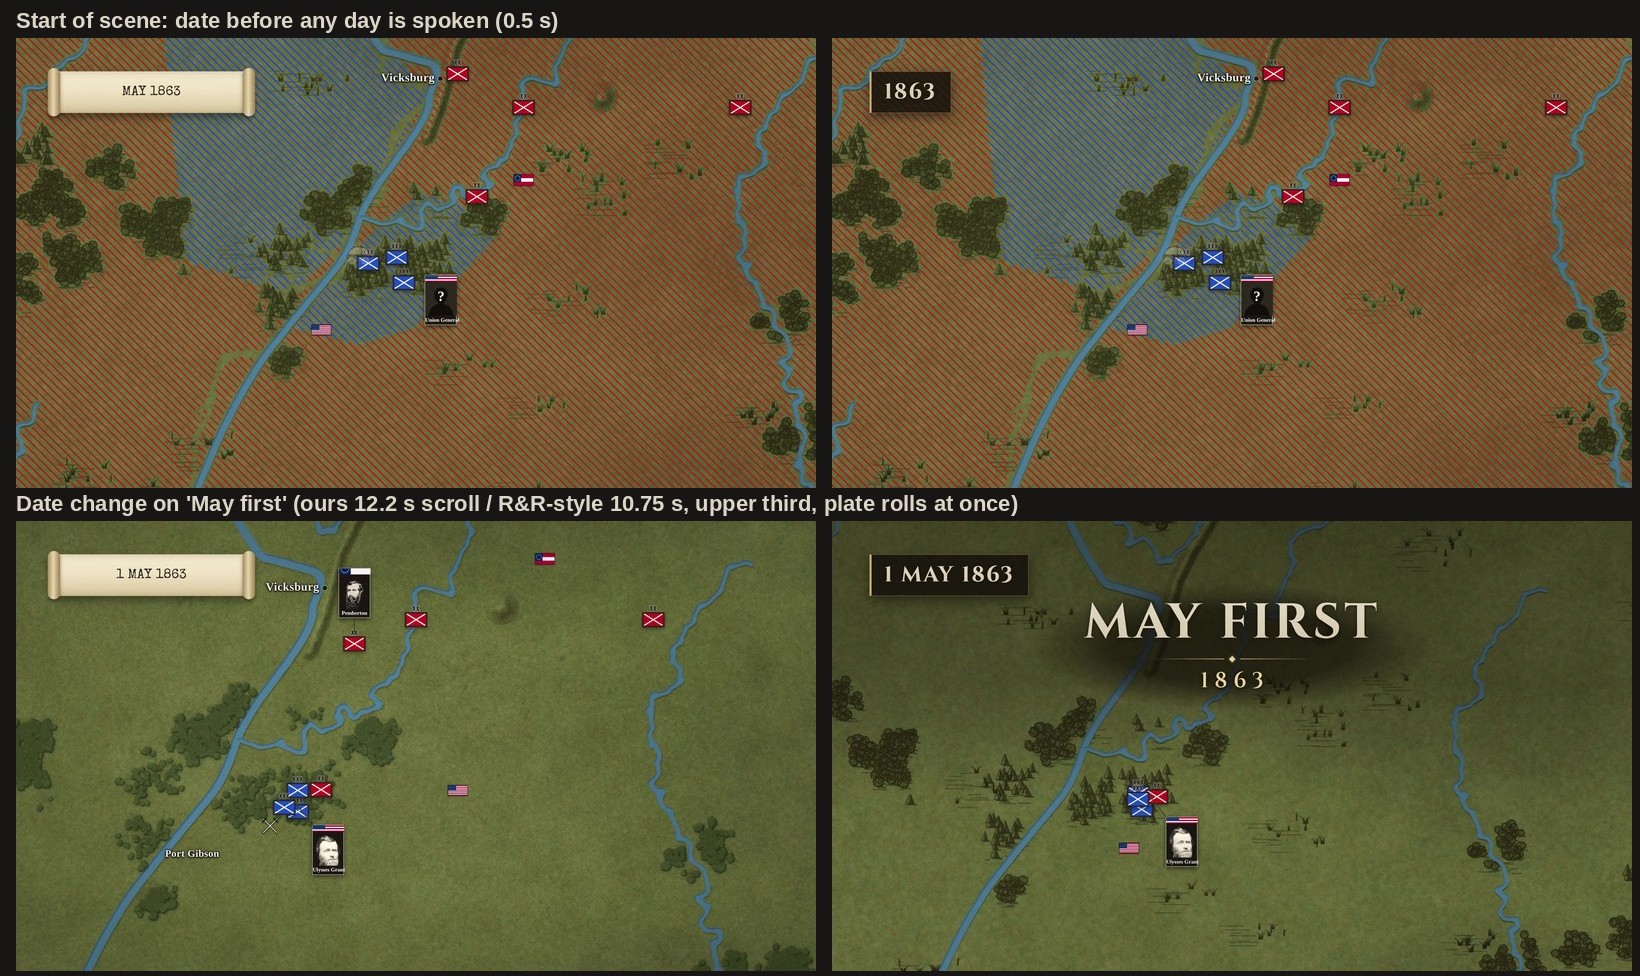 Start of scene: date before any day is spoken (0.5 s)
MAY 1863
Vicksburg
?
Union General
1863
Vicksburg
?
Union General
Date change on 'May first' (ours 12.2 s scroll / R&R-style 10.75 s, upper third, plate rolls at once)
1 MAY 1863
Vicksburg
Pemberton
Ulysses Grant
Port Gibson
1 MAY 1863
MAY FIRST
1863
Ulysses Grant